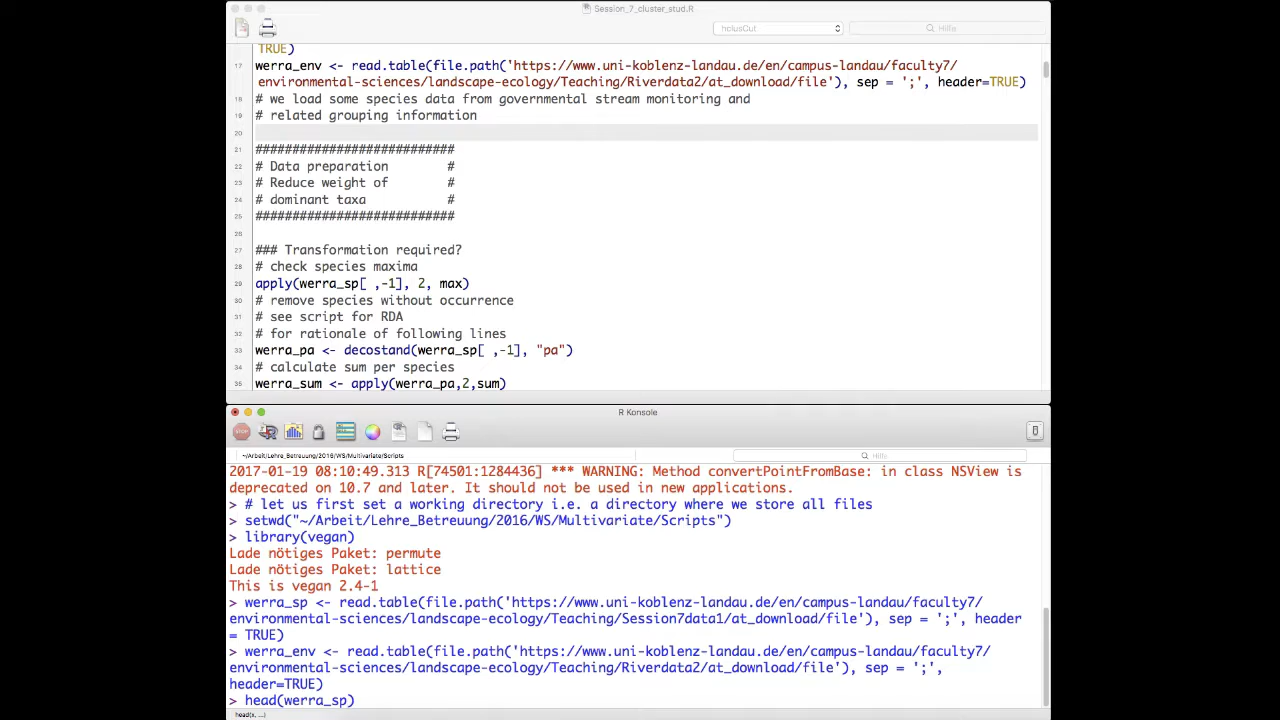 Session_7_cluster_stud.R
hclusCut
Hilfe
TRUE)
17 werra_env <- read.table(file.path('https://www.uni-koblenz-landau.de/en/campus-landau/faculty7/
environmental-sciences/landscape-ecology/Teaching/Riverdata2/at_download/file'), sep = ';', header=TRUE)
18 # we load some species data from governmental stream monitoring and
19 # related grouping information
20
21 ###########################
22 # Data preparation #
23 # Reduce weight of #
24 # dominant taxa #
25 ###########################
26
27 ### Transformation required?
28 # check species maxima
29 apply(werra_sp[ ,-1], 2, max)
30 # remove species without occurrence
31 # see script for RDA
32 # for rationale of following lines
33 werra_pa <- decostand(werra_sp[ ,-1], "pa")
34 # calculate sum per species
35 werra_sum <- apply(werra_pa,2,sum)
R Konsole
STOP
~/Arbeit/Lehre_Betreuung/2016/WS/Multivariate/Scripts
Hilfe
2017-01-19 08:10:49.313 R[74501:1284436] *** WARNING: Method convertPointFromBase: in class NSView is
deprecated on 10.7 and later. It should not be used in new applications.
> # let us first set a working directory i.e. a directory where we store all files
> setwd("~/Arbeit/Lehre_Betreuung/2016/WS/Multivariate/Scripts")
> library(vegan)
Lade nötiges Paket: permute
Lade nötiges Paket: lattice
This is vegan 2.4-1
> werra_sp <- read.table(file.path('https://www.uni-koblenz-landau.de/en/campus-landau/faculty7/
environmental-sciences/landscape-ecology/Teaching/Session7data1/at_download/file'), sep = ';', header
= TRUE)
> werra_env <- read.table(file.path('https://www.uni-koblenz-landau.de/en/campus-landau/faculty7/
environmental-sciences/landscape-ecology/Teaching/Riverdata2/at_download/file'), sep = ';',
header=TRUE)
> head(werra_sp)
head(x, ...)